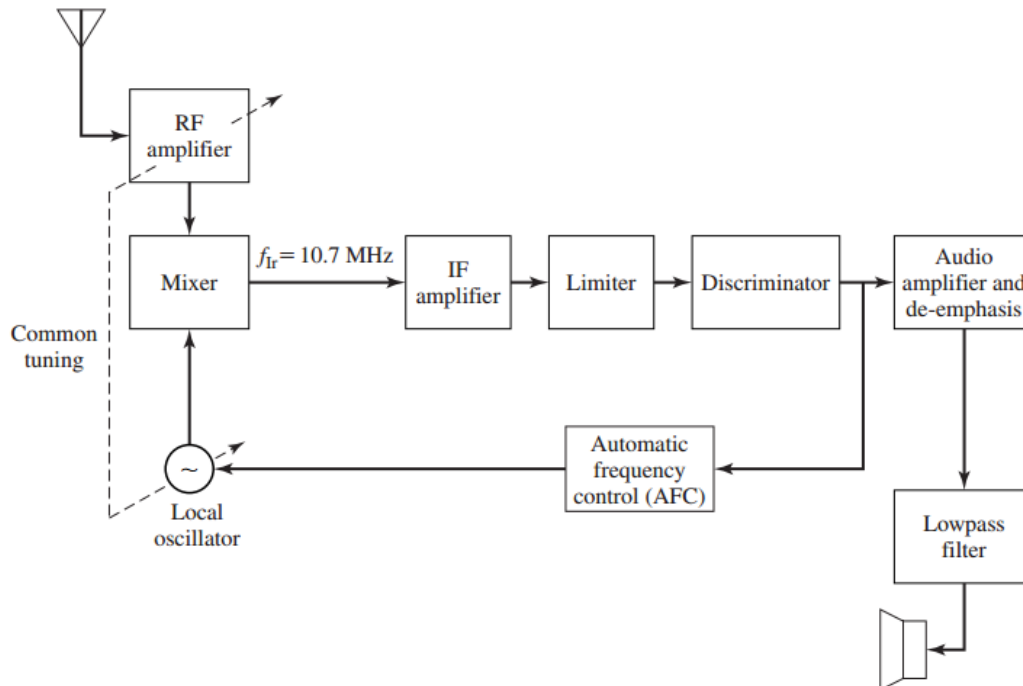 RF
amplifier
Mixer
f_Ir = 10.7 MHz
IF
amplifier
Limiter
Discriminator
Audio
amplifier and
de-emphasis
Common
tuning
~
Local
oscillator
Automatic
frequency
control (AFC)
Lowpass
filter